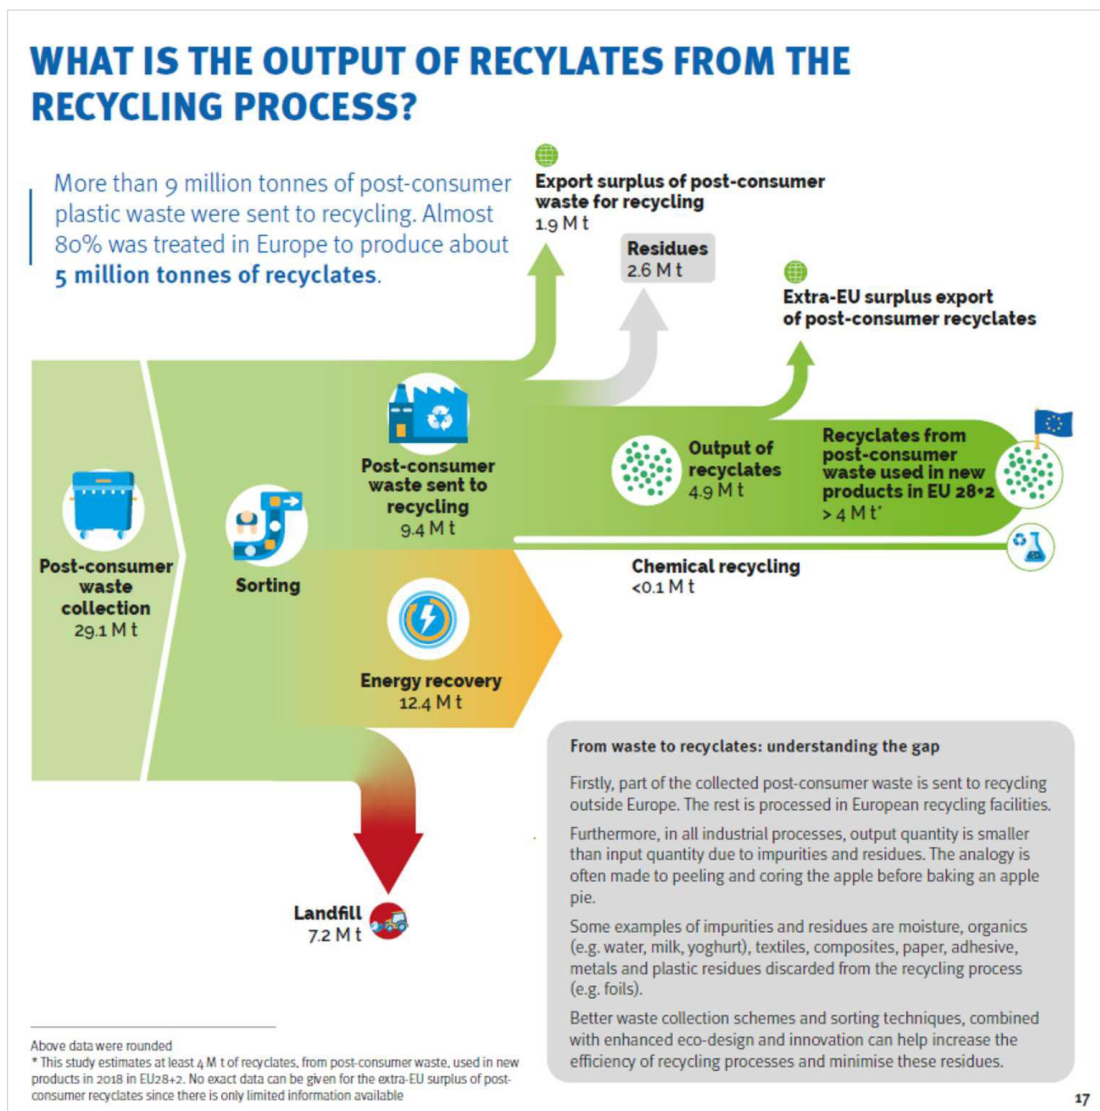 WHAT IS THE OUTPUT OF RECYLATES FROM THE
RECYCLING PROCESS?
More than 9 million tonnes of post-consumer
plastic waste were sent to recycling. Almost
80% was treated in Europe to produce about
5 million tonnes of recyclates.
Export surplus of post-consumer
waste for recycling
1.9 M t
Residues
2.6 M t
Extra-EU surplus export
of post-consumer recyclates
Post-consumer
waste
collection
29.1 M t
Sorting
Post-consumer
waste sent to
recycling
9.4 M t
Output of
recyclates
4.9 M t
Recyclates from
post-consumer
waste used in new
products in EU 28+2
> 4 M t*
Chemical recycling
<0.1 M t
Energy recovery
12.4 M t
Landfill
7.2 M t
From waste to recyclates: understanding the gap
Firstly, part of the collected post-consumer waste is sent to recycling
outside Europe. The rest is processed in European recycling facilities.
Furthermore, in all industrial processes, output quantity is smaller
than input quantity due to impurities and residues. The analogy is
often made to peeling and coring the apple before baking an apple
pie.
Some examples of impurities and residues are moisture, organics
(e.g. water, milk, yoghurt), textiles, composites, paper, adhesive,
metals and plastic residues discarded from the recycling process
(e.g. foils).
Better waste collection schemes and sorting techniques, combined
with enhanced eco-design and innovation can help increase the
efficiency of recycling processes and minimise these residues.
Above data were rounded
* This study estimates at least 4 M t of recyclates, from post-consumer waste, used in new
products in 2018 in EU28+2. No exact data can be given for the extra-EU surplus of post-
consumer recyclates since there is only limited information available
17